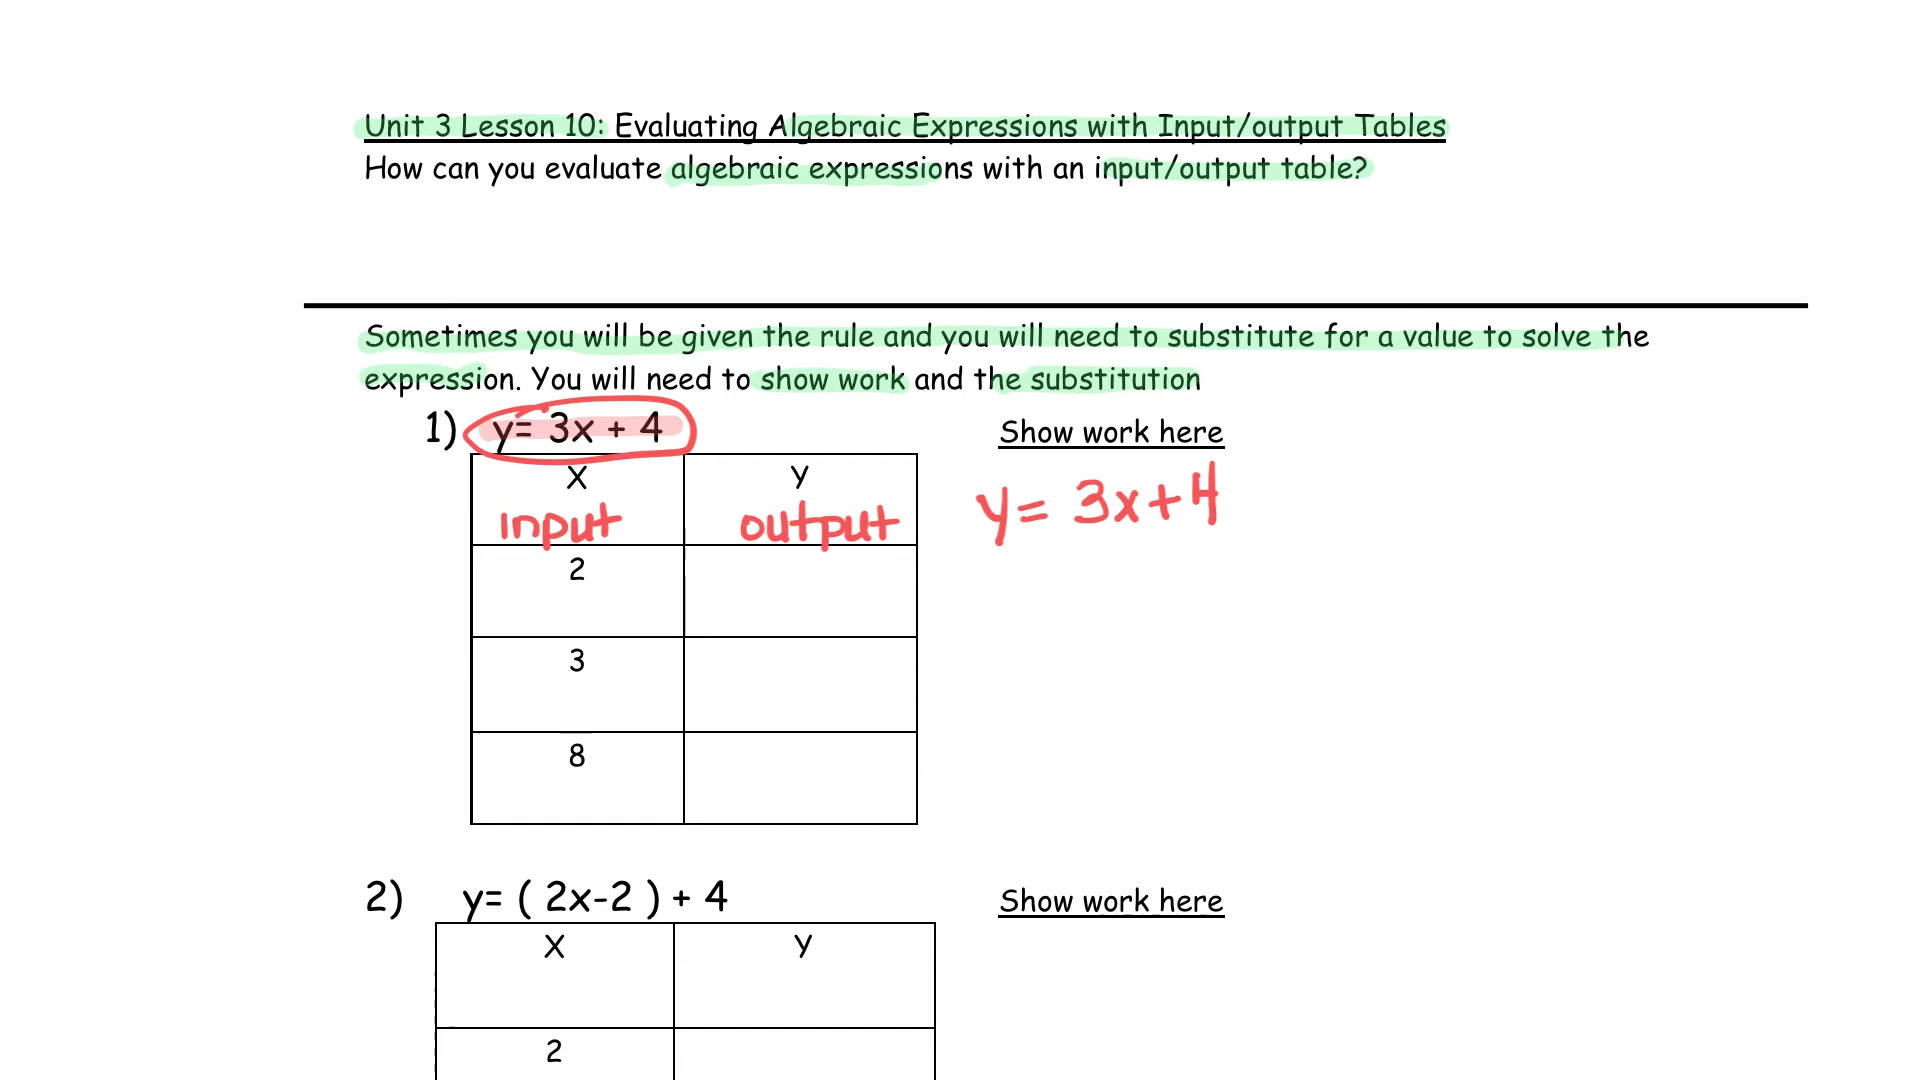 Unit 3 Lesson 10: Evaluating Algebraic Expressions with Input/output Tables
How can you evaluate algebraic expressions with an input/output table?
Sometimes you will be given the rule and you will need to substitute for a value to solve the
expression. You will need to show work and the substitution
1) y= 3x + 4
Show work here
X Y
input output
y= 3x+4
2
3
8
2) y= ( 2x-2 ) + 4
Show work here
X Y
2